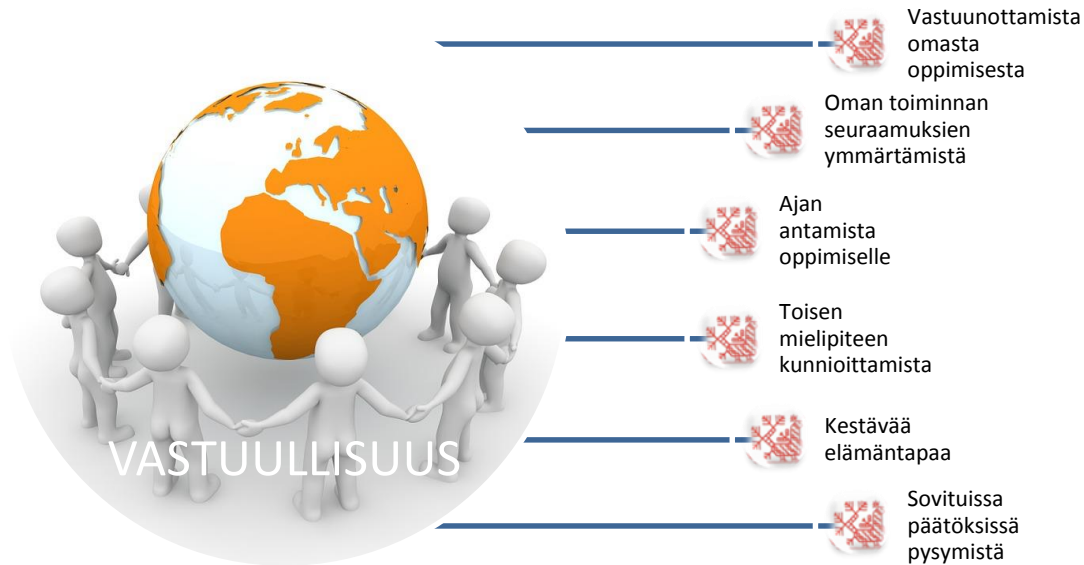 Vastuunottamista
omasta
oppimisesta
Oman toiminnan
seuraamuksien
ymmärtämistä
Ajan
antamista
oppimiselle
Toisen
mielipiteen
kunnioittamista
Kestävää
elämäntapaa
Sovituissa
päätöksissä
pysymistä
VASTUULLISUUS